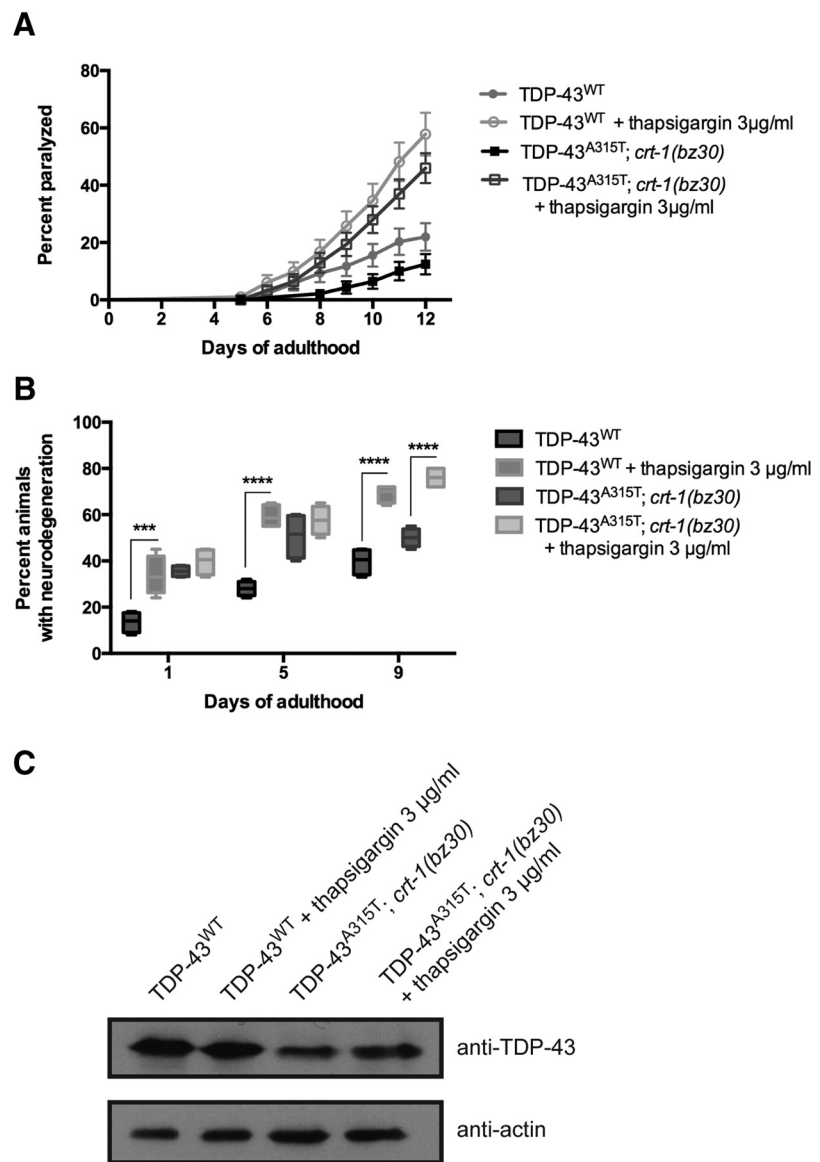 A
80
60
40
20
0
Percent paralyzed
0 2 4 6 8 10 12
Days of adulthood
TDP-43WT
TDP-43WT + thapsigargin 3µg/ml
TDP-43A315T; crt-1(bz30)
TDP-43A315T; crt-1(bz30)
+ thapsigargin 3µg/ml
B
100
80
60
40
20
0
Percent animals
with neurodegeneration
***
****
****
****
1 5 9
Days of adulthood
TDP-43WT
TDP-43WT + thapsigargin 3 µg/ml
TDP-43A315T; crt-1(bz30)
TDP-43A315T; crt-1(bz30)
+ thapsigargin 3 µg/ml
C
TDP-43WT
TDP-43WT + thapsigargin 3 µg/ml
TDP-43A315T; crt-1(bz30)
TDP-43A315T; crt-1(bz30)
+ thapsigargin 3 µg/ml
anti-TDP-43
anti-actin